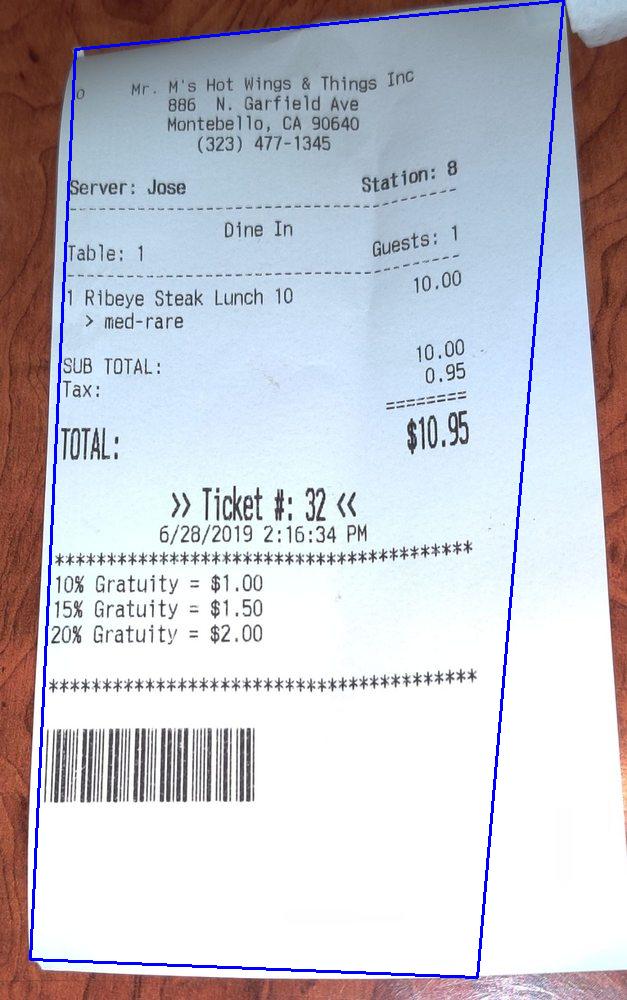 o Mr. M's Hot Wings & Things Inc
886 N. Garfield Ave
Montebello, CA 90640
(323) 477-1345
Server: Jose Station: 8
----------------------------------------
Dine In
Table: 1 Guests: 1
----------------------------------------
1 Ribeye Steak Lunch 10 10.00
> med-rare
SUB TOTAL: 10.00
Tax: 0.95
========
TOTAL: $10.95
>> Ticket #: 32 <<
6/28/2019 2:16:34 PM
****************************************
10% Gratuity = $1.00
15% Gratuity = $1.50
20% Gratuity = $2.00
****************************************